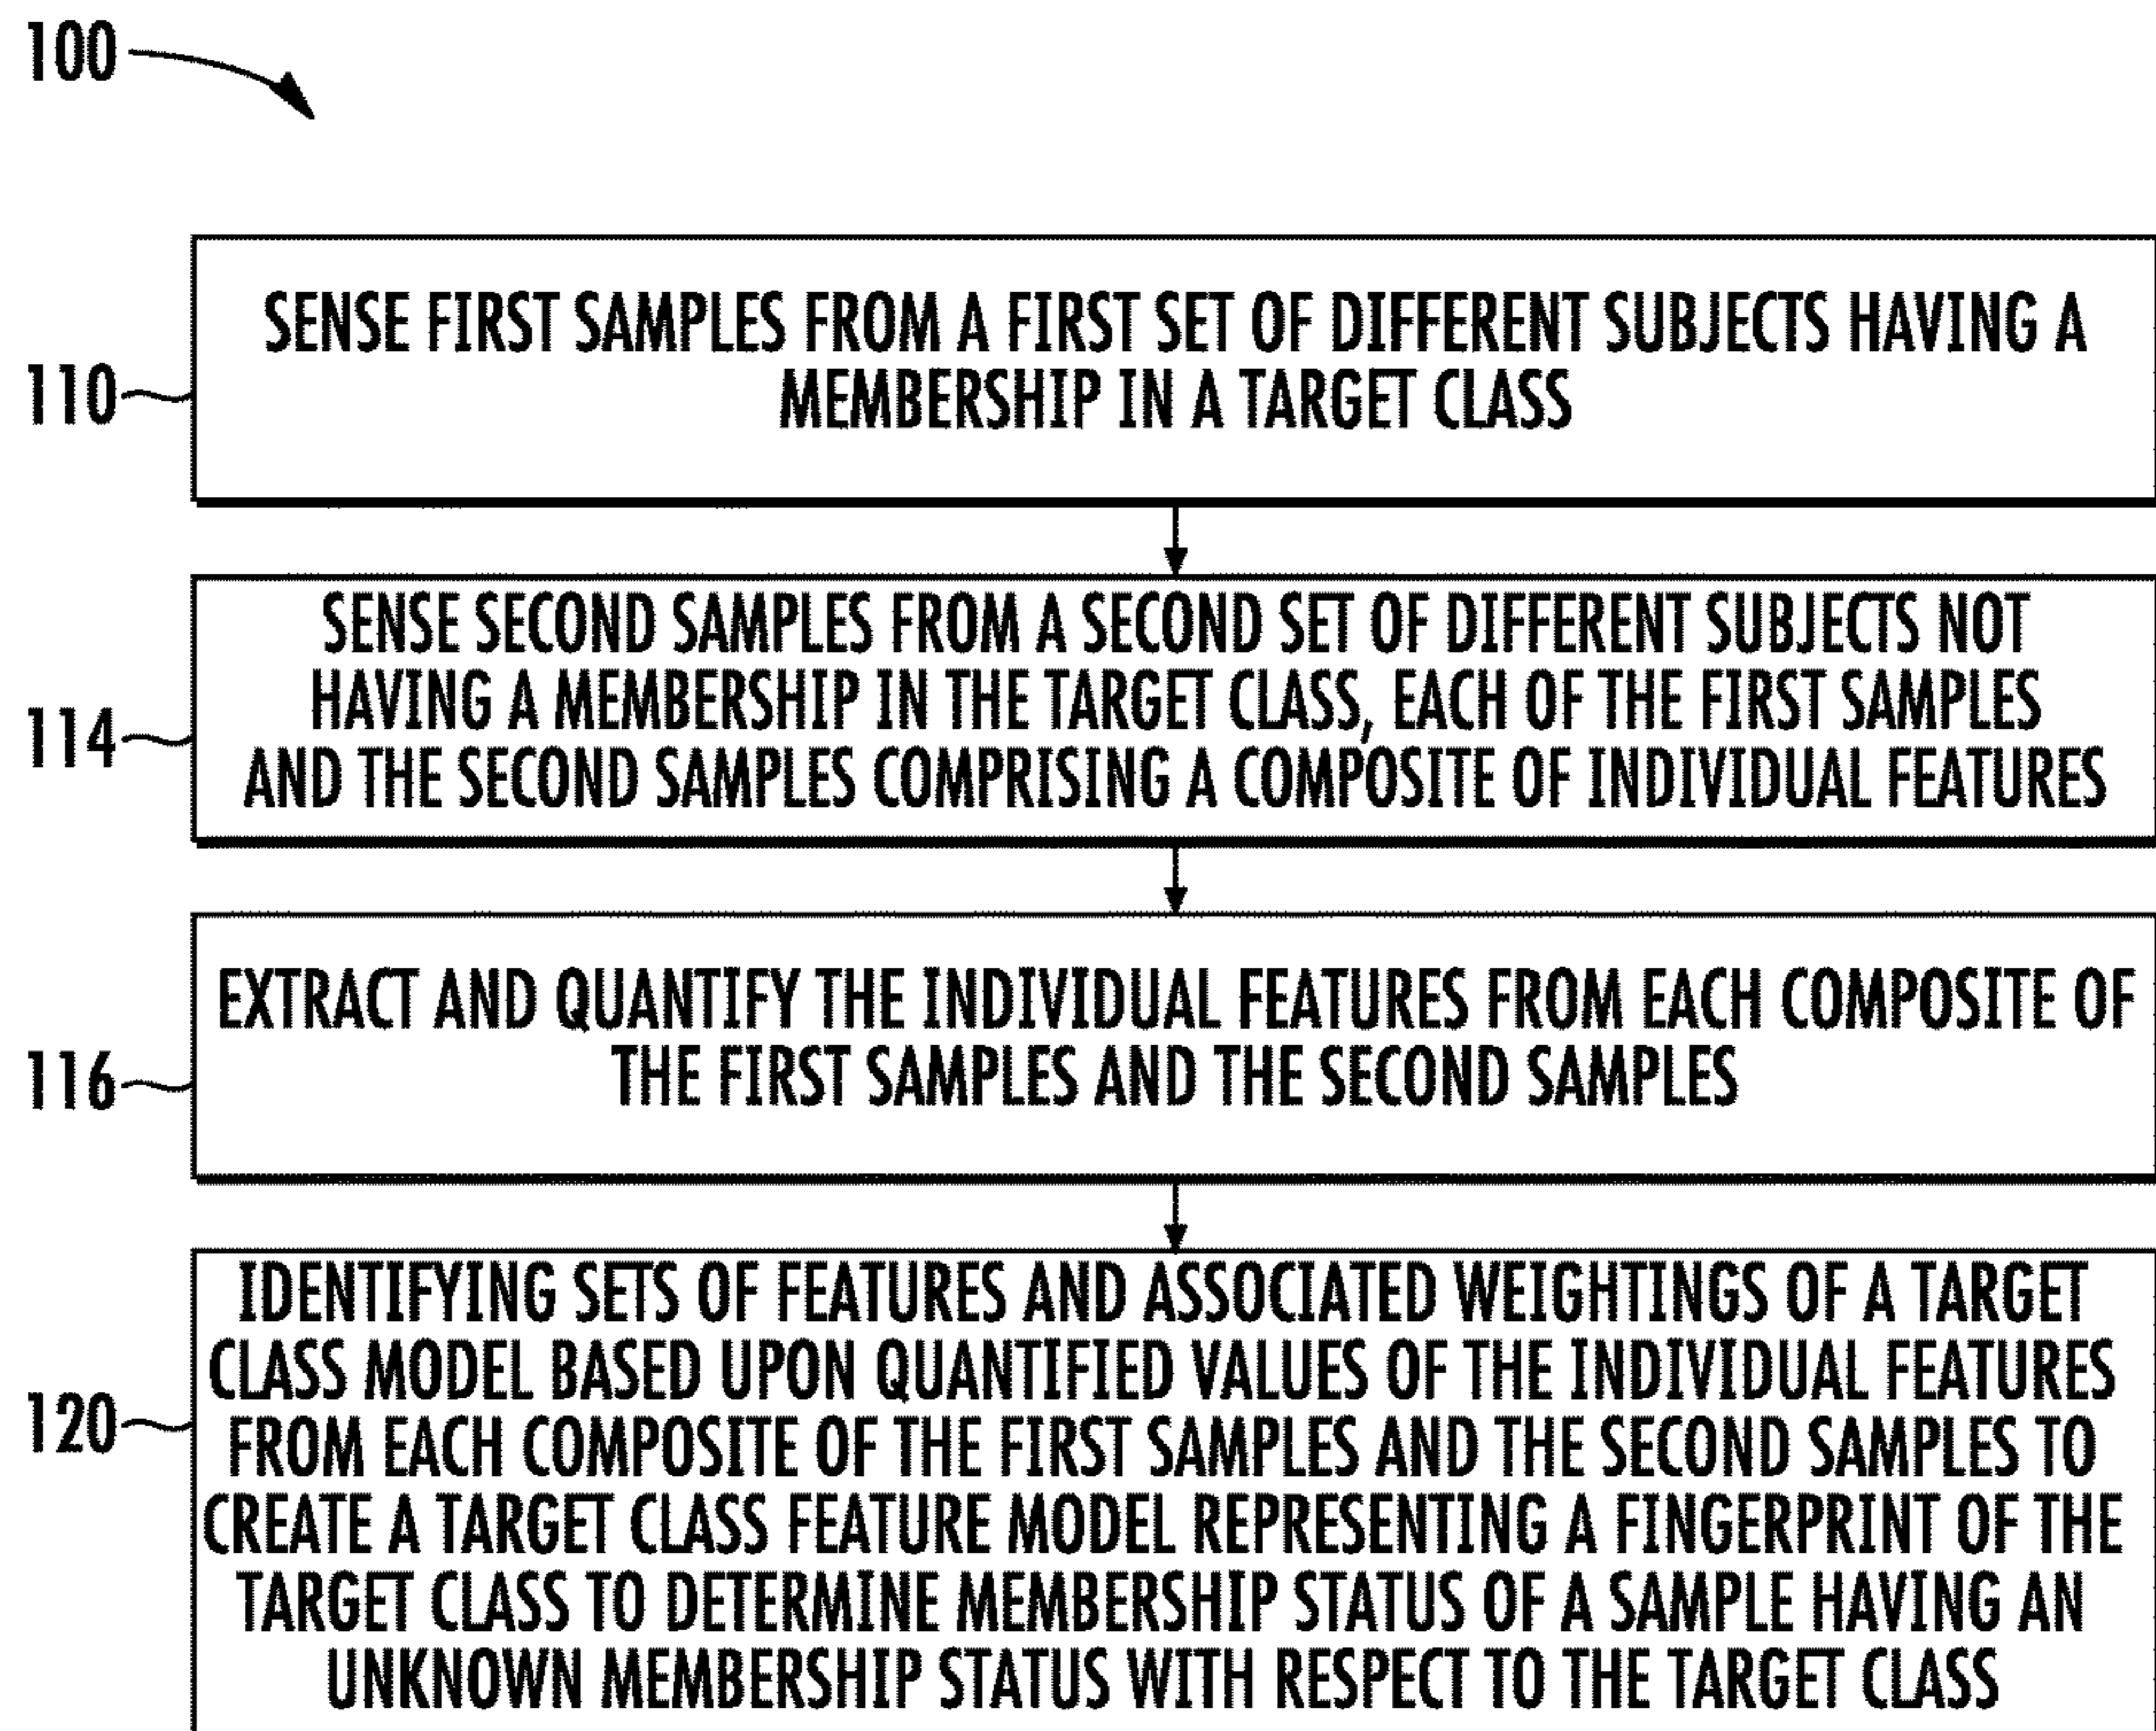 100
SENSE FIRST SAMPLES FROM A FIRST SET OF DIFFERENT SUBJECTS HAVING A
MEMBERSHIP IN A TARGET CLASS
110
SENSE SECOND SAMPLES FROM A SECOND SET OF DIFFERENT SUBJECTS NOT
HAVING A MEMBERSHIP IN THE TARGET CLASS, EACH OF THE FIRST SAMPLES
AND THE SECOND SAMPLES COMPRISING A COMPOSITE OF INDIVIDUAL FEATURES
114
EXTRACT AND QUANTIFY THE INDIVIDUAL FEATURES FROM EACH COMPOSITE OF
THE FIRST SAMPLES AND THE SECOND SAMPLES
116
IDENTIFYING SETS OF FEATURES AND ASSOCIATED WEIGHTINGS OF A TARGET
CLASS MODEL BASED UPON QUANTIFIED VALUES OF THE INDIVIDUAL FEATURES
FROM EACH COMPOSITE OF THE FIRST SAMPLES AND THE SECOND SAMPLES TO
CREATE A TARGET CLASS FEATURE MODEL REPRESENTING A FINGERPRINT OF THE
TARGET CLASS TO DETERMINE MEMBERSHIP STATUS OF A SAMPLE HAVING AN
UNKNOWN MEMBERSHIP STATUS WITH RESPECT TO THE TARGET CLASS
120